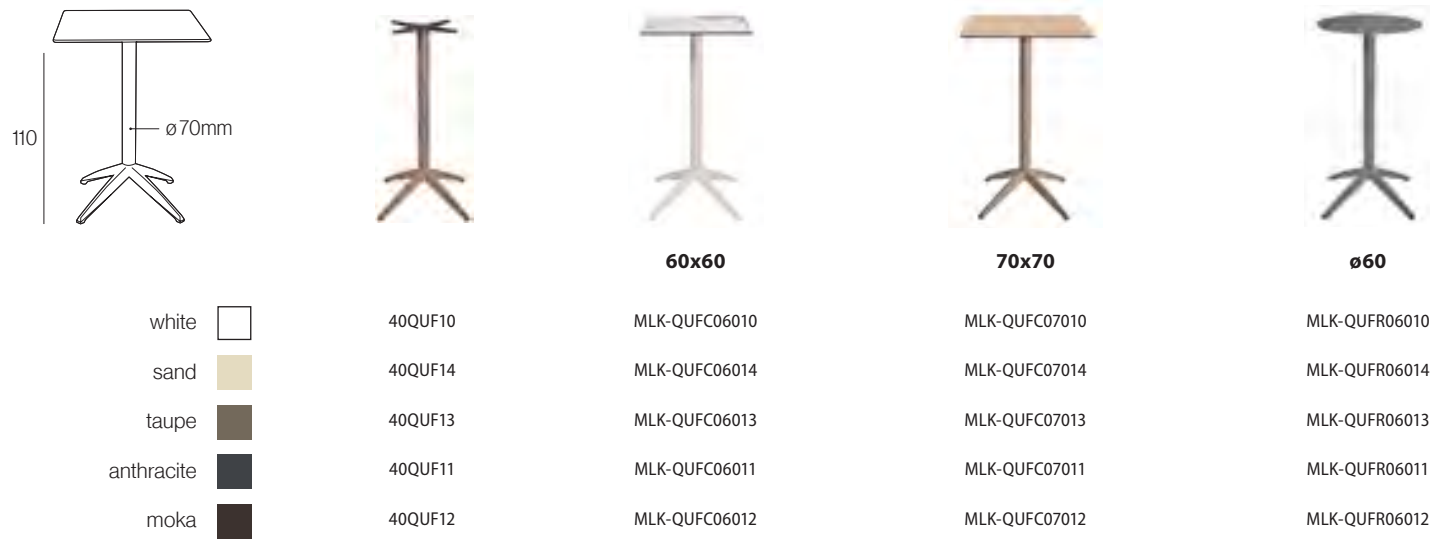 110
ø70mm
60x60 70x70 ø60
white 40QUF10 MLK-QUFC06010 MLK-QUFC07010 MLK-QUFR06010
sand 40QUF14 MLK-QUFC06014 MLK-QUFC07014 MLK-QUFR06014
taupe 40QUF13 MLK-QUFC06013 MLK-QUFC07013 MLK-QUFR06013
anthracite 40QUF11 MLK-QUFC06011 MLK-QUFC07011 MLK-QUFR06011
moka 40QUF12 MLK-QUFC06012 MLK-QUFC07012 MLK-QUFR06012